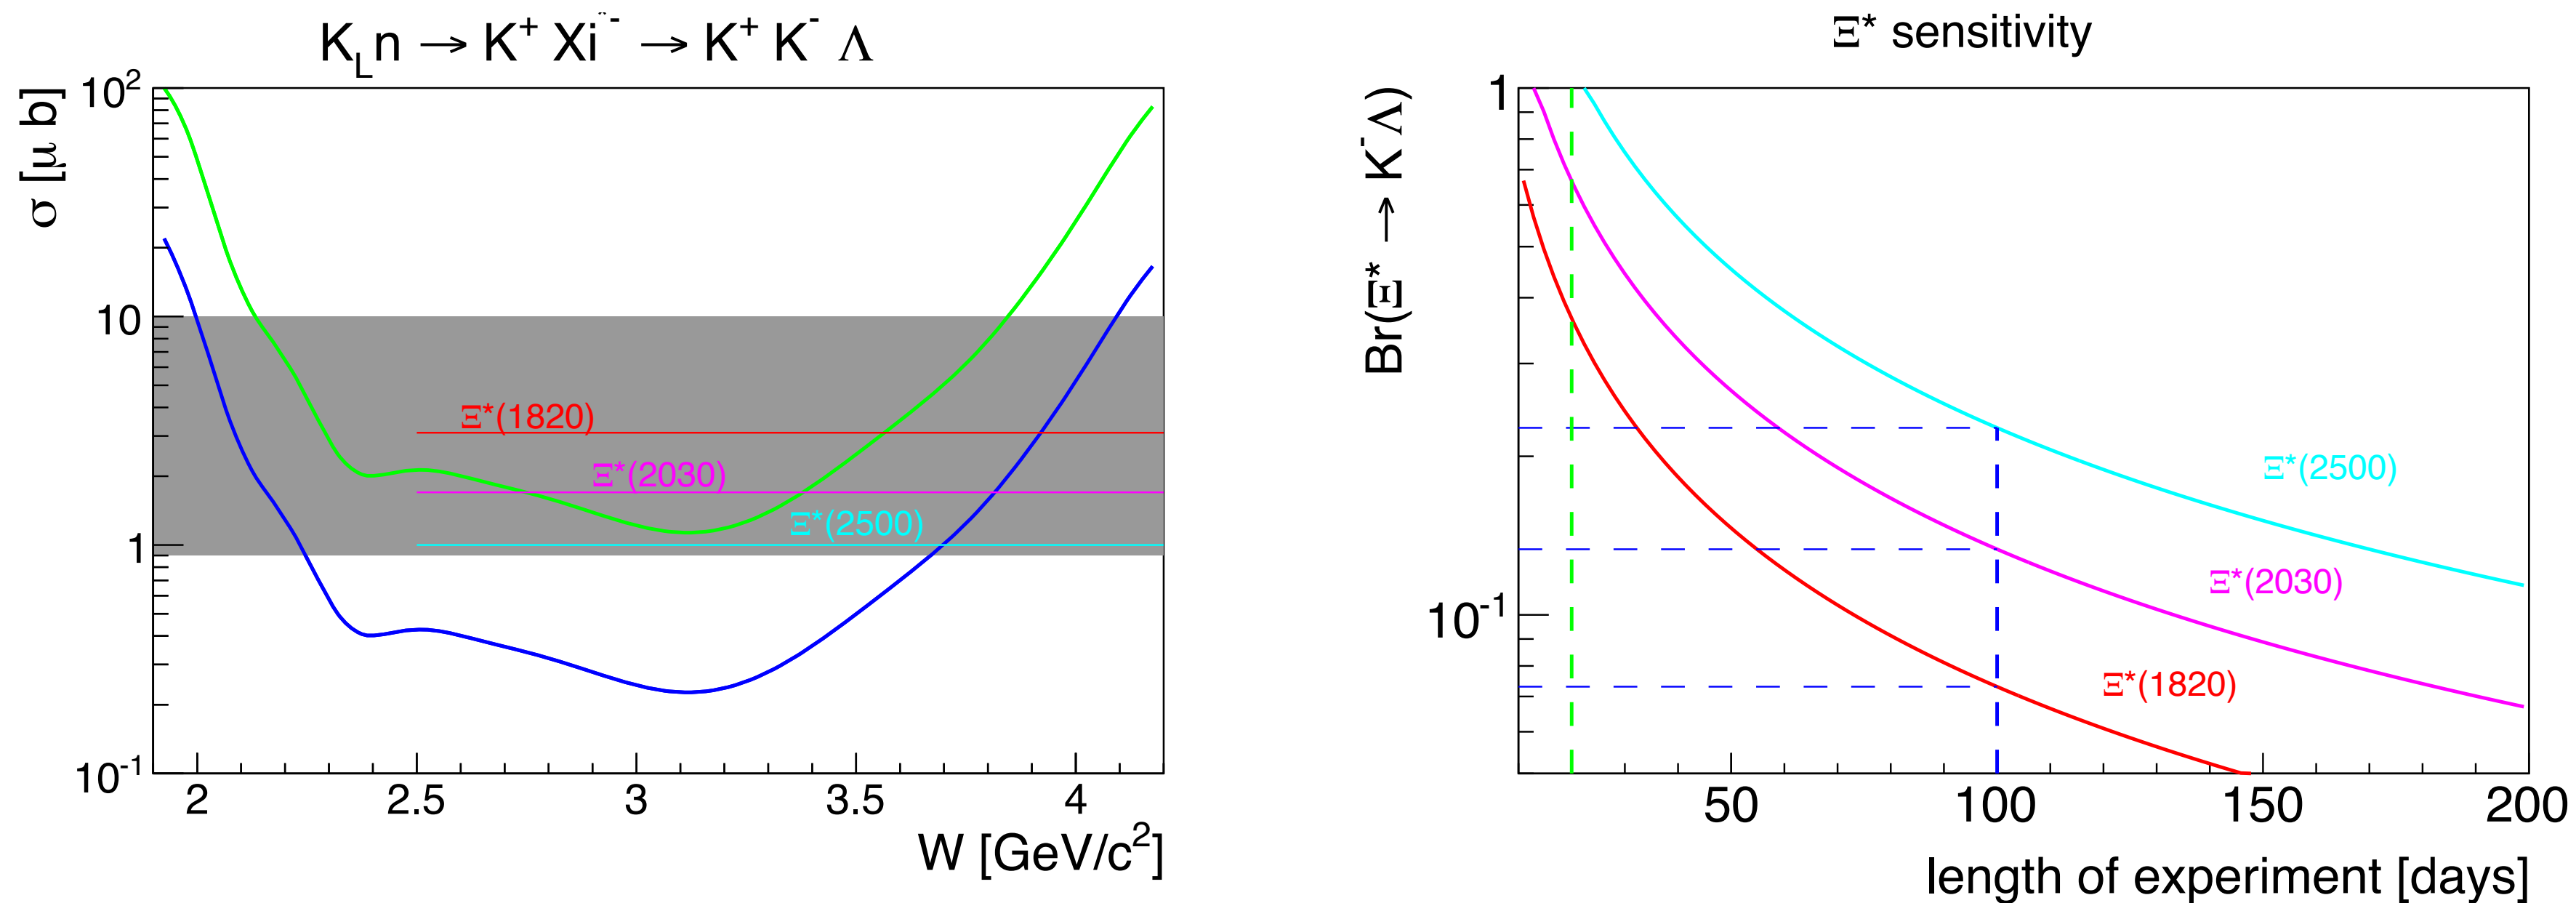 K_L n → K^+ Xi^*- → K^+ K^- Λ
σ [μ b]
10^2
10
1
10^-1
Ξ*(1820)
Ξ*(2030)
Ξ*(2500)
2 2.5 3 3.5 4
W [GeV/c^2]
Ξ* sensitivity
Br(Ξ* → K^-Λ)
1
10^-1
Ξ*(2500)
Ξ*(2030)
Ξ*(1820)
50 100 150 200
length of experiment [days]